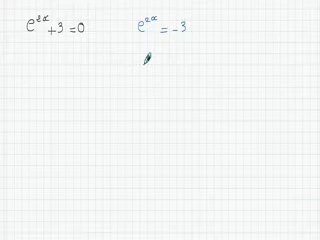 e^{2x} + 3 = 0    e^{2x} = -3